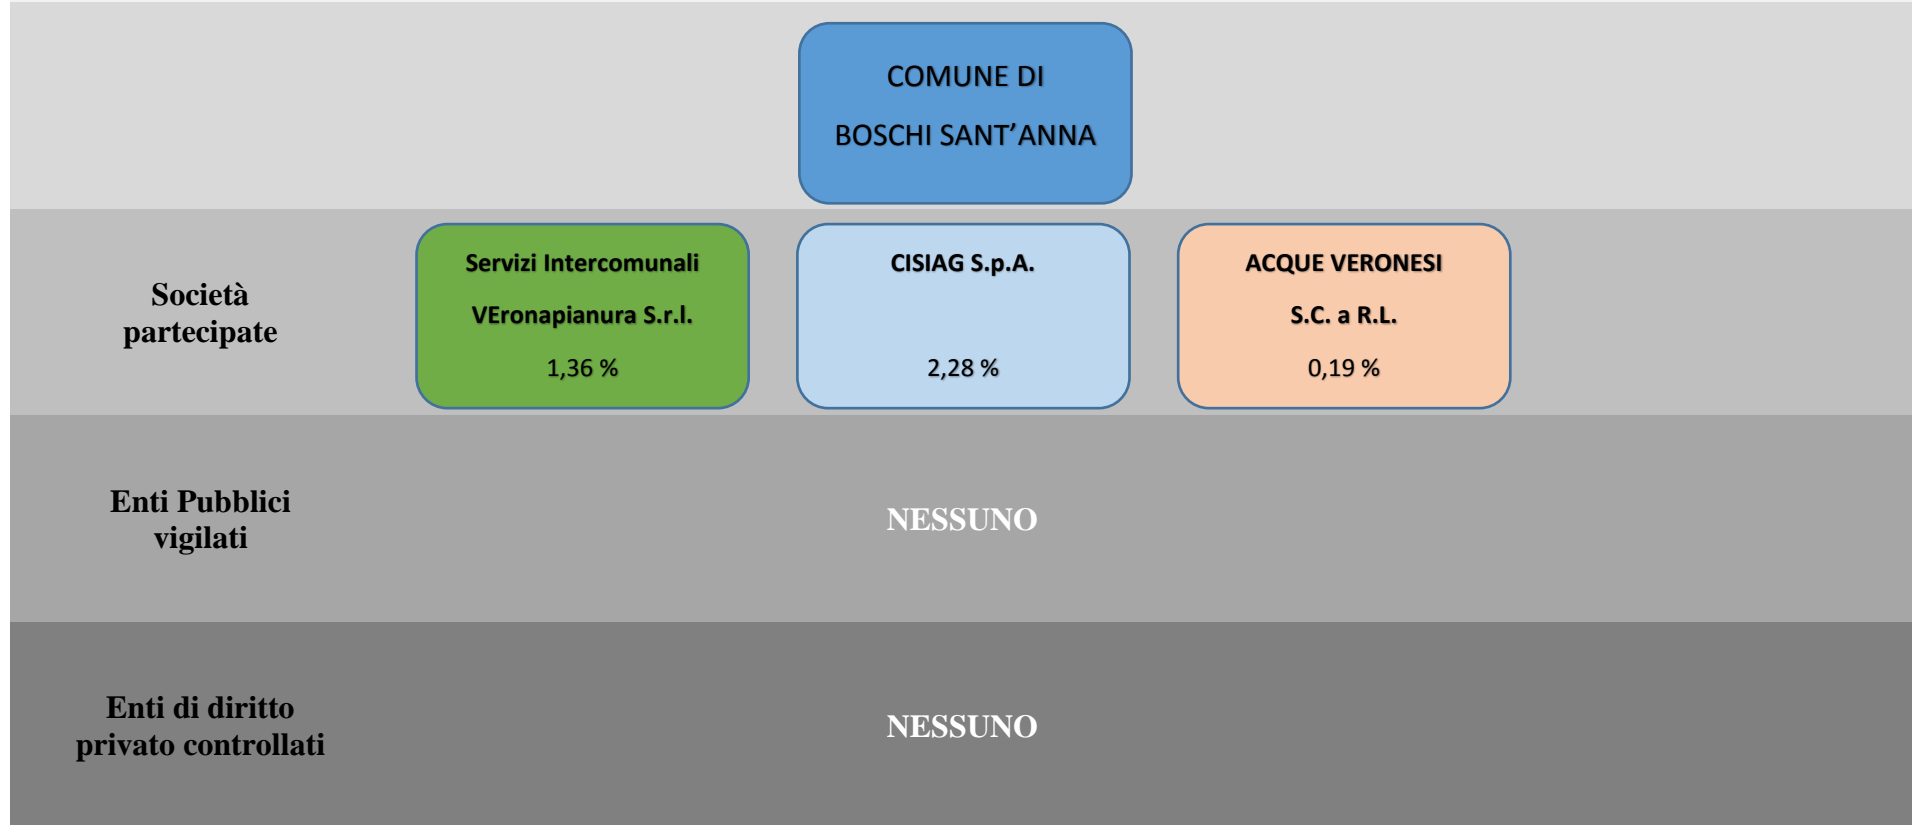 COMUNE DI
BOSCHI SANT’ANNA
Società
partecipate
Servizi Intercomunali
VEronapianura S.r.l.
1,36 %
CISIAG S.p.A.
2,28 %
ACQUE VERONESI
S.C. a R.L.
0,19 %
Enti Pubblici
vigilati
NESSUNO
Enti di diritto
privato controllati
NESSUNO